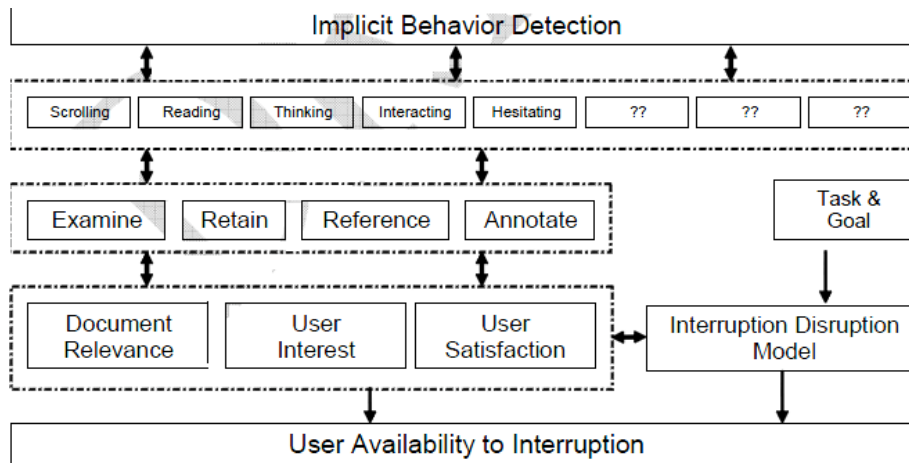 Implicit Behavior Detection
Scrolling
Reading
Thinking
Interacting
Hesitating
??
??
??
Examine
Retain
Reference
Annotate
Task &
Goal
Document
Relevance
User
Interest
User
Satisfaction
Interruption Disruption
Model
User Availability to Interruption